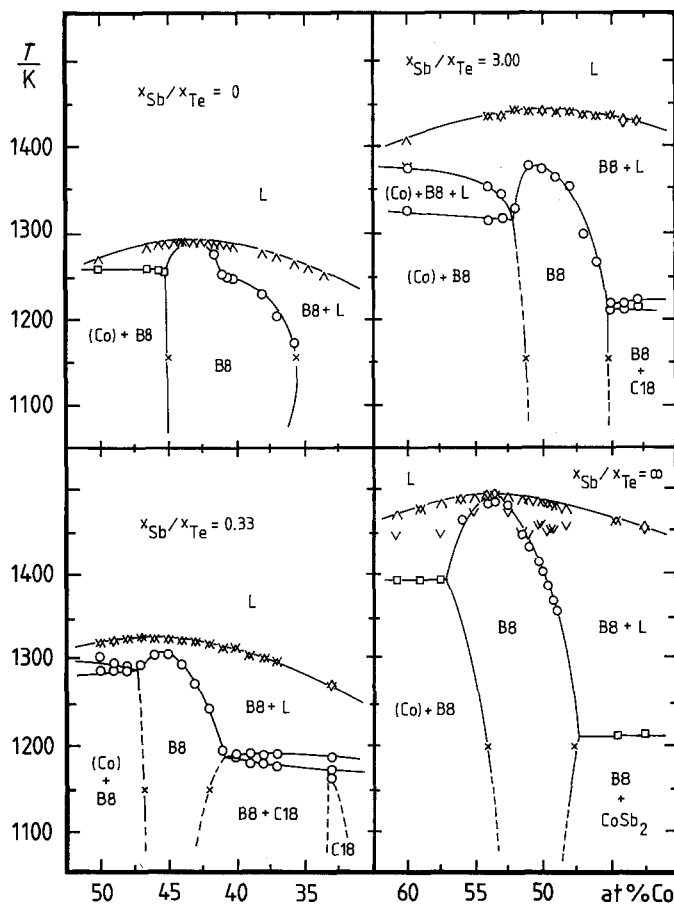 T/K
x_Sb/x_Te = 0
L
B8 + L
(Co) + B8
B8
1400
1300
1200
1100
x_Sb/x_Te = 3.00
L
B8 + L
(Co) + B8 + L
(Co) + B8
B8
B8
+
C18
x_Sb/x_Te = 0.33
L
B8 + L
B8
(Co)
+
B8
B8 + C18
C18
1400
1300
1200
1100
50 45 40 35
x_Sb/x_Te = ∞
L
B8
B8 + L
(Co) + B8
B8
+
CoSb₂
60 55 50 at % Co